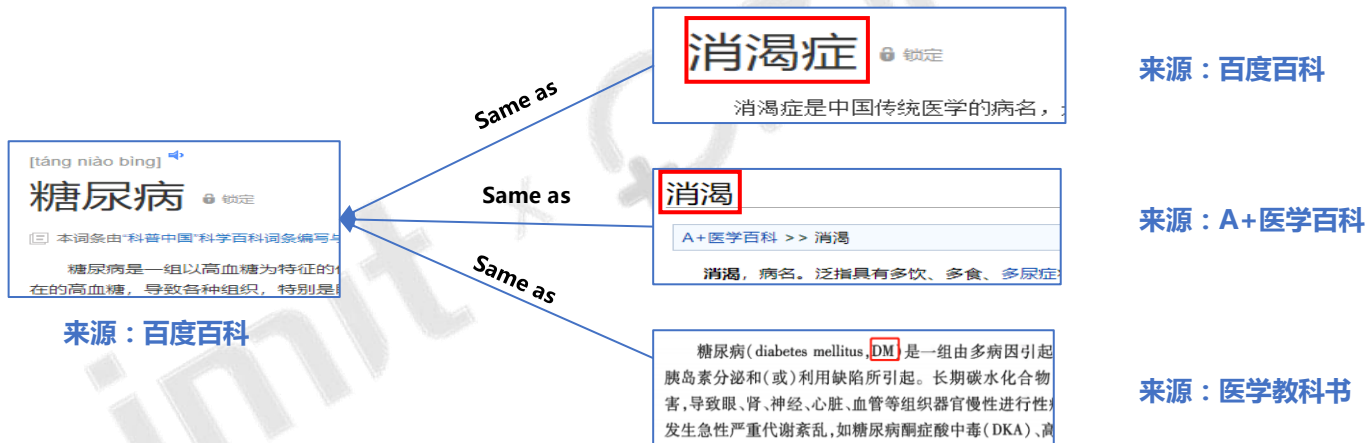 消渴症 锁定
消渴症是中国传统医学的病名，
来源：百度百科
Same as
[táng niào bìng]
糖尿病 锁定
本词条由“科普中国”科学百科词条编写与
糖尿病是一组以高血糖为特征的
在的高血糖，导致各种组织，特别是
来源：百度百科
Same as
消渴
A+医学百科 >> 消渴
消渴，病名。泛指具有多饮、多食、多尿症
来源：A+医学百科
Same as
糖尿病(diabetes mellitus,DM)是一组由多病因引起
胰岛素分泌和(或)利用缺陷所引起。长期碳水化合物
害,导致眼、肾、神经、心脏、血管等组织器官慢性进行性
发生急性严重代谢紊乱,如糖尿病酮症酸中毒(DKA)、高
来源：医学教科书